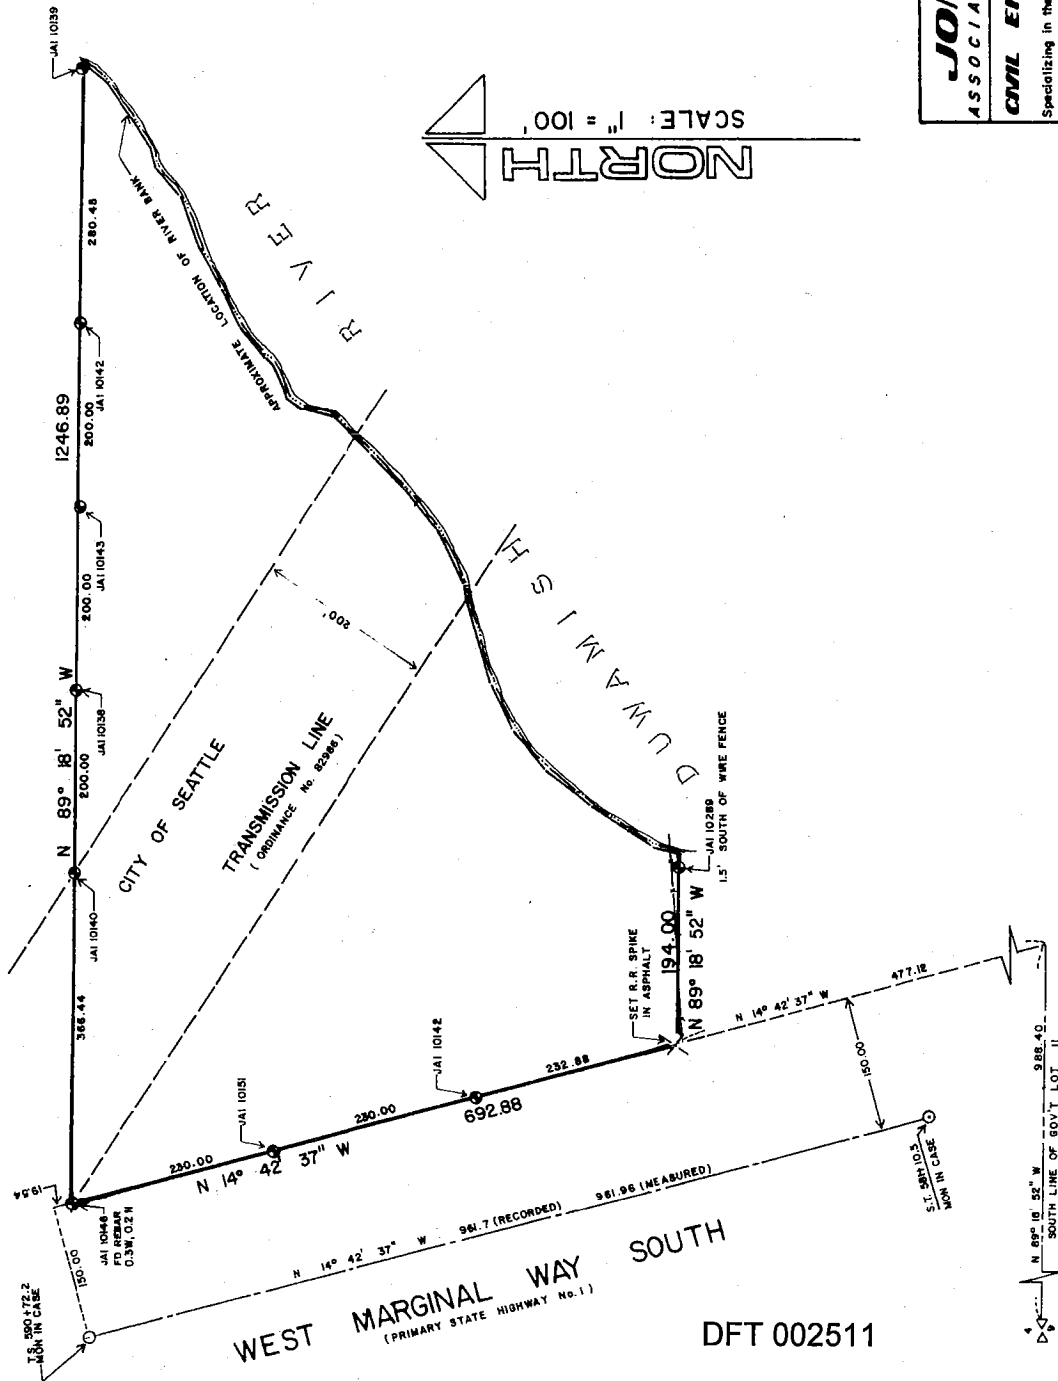 JAI 10139
280.48
JAI 10142
1246.89
200.00
JAI 10143
200.00
N 89° 18' 52" W
JAI 10138
200.00
JAI 10140
366.44
19.54
JAI 10146
FD REBAR
0.3W, 0.2 N
150.00
T.S. 590+72.2
MON IN CASE
APPROXIMATE LOCATION OF RIVER BANK
DUWAMISH RIVER
NORTH
SCALE: 1" = 100'
ASSOCIA
CIVIL
Specializing in the
CITY OF SEATTLE
TRANSMISSION LINE
( ORDINANCE No. 82986 )
200'
JAI 10151
230.00
N 14° 42' 37" W
230.00
JAI 10142
692.88
232.88
SET R.R. SPIKE
IN ASPHALT
194.00
N 89° 18' 52" W
JAI 10289
1.5' SOUTH OF WIRE FENCE
N 14° 42' 37" W
477.12
150.00
N 14° 42' 37" W
961.7 (RECORDED)
961.96 (MEASURED)
WEST MARGINAL WAY SOUTH
(PRIMARY STATE HIGHWAY No. 1)
MON IN CASE
N 89° 18' 52" W
988.40
SOUTH LINE OF GOV'T LOT 11
4
9
DFT 002511